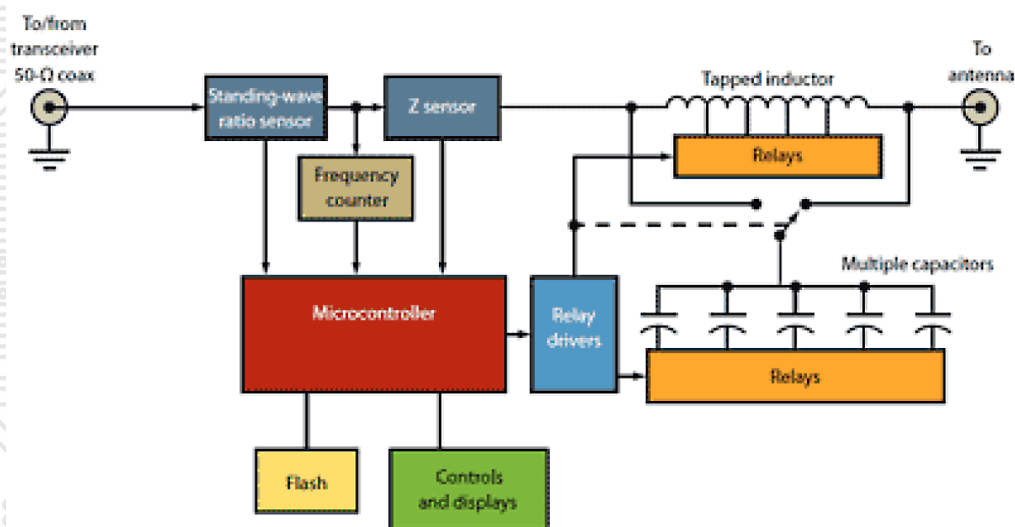 To/from
transceiver
50-Ω coax
Standing-wave
ratio sensor
Z sensor
Tapped inductor
To
antenna
Relays
Frequency
counter
Multiple capacitors
Microcontroller
Relay
drivers
Relays
Flash
Controls
and displays